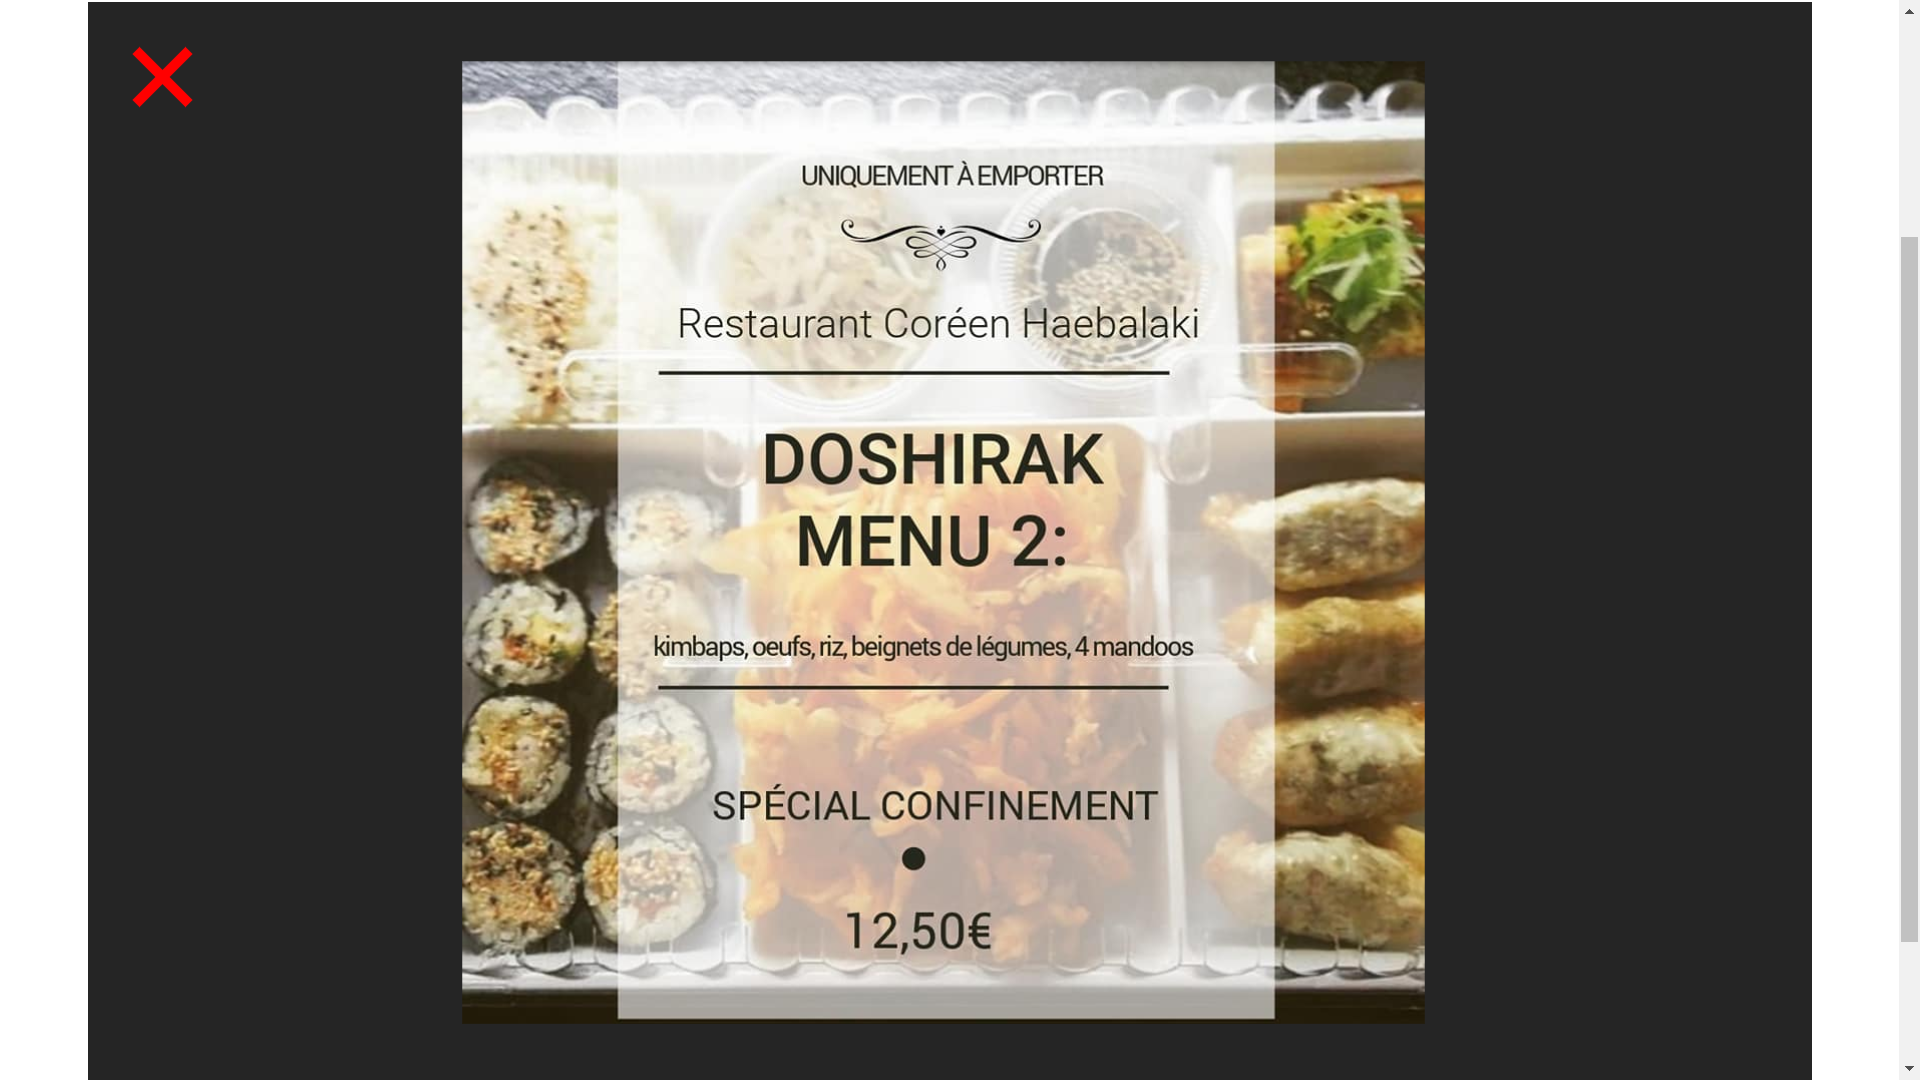 UNIQUEMENT À EMPORTER
Restaurant Coréen Haebalaki
DOSHIRAK
MENU 2:
kimbaps, oeufs, riz, beignets de légumes, 4 mandoos
SPÉCIAL CONFINEMENT
12,50€